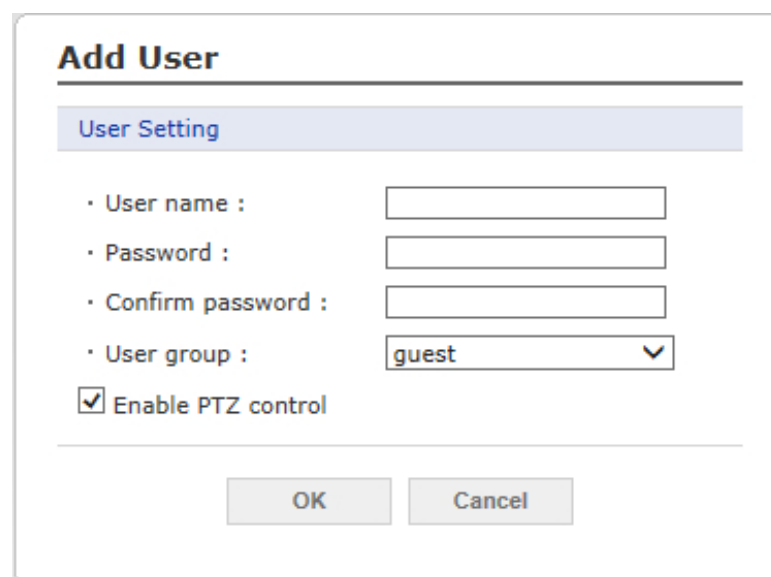 Add User
User Setting
· User name :
· Password :
· Confirm password :
· User group : guest
Enable PTZ control
OK Cancel